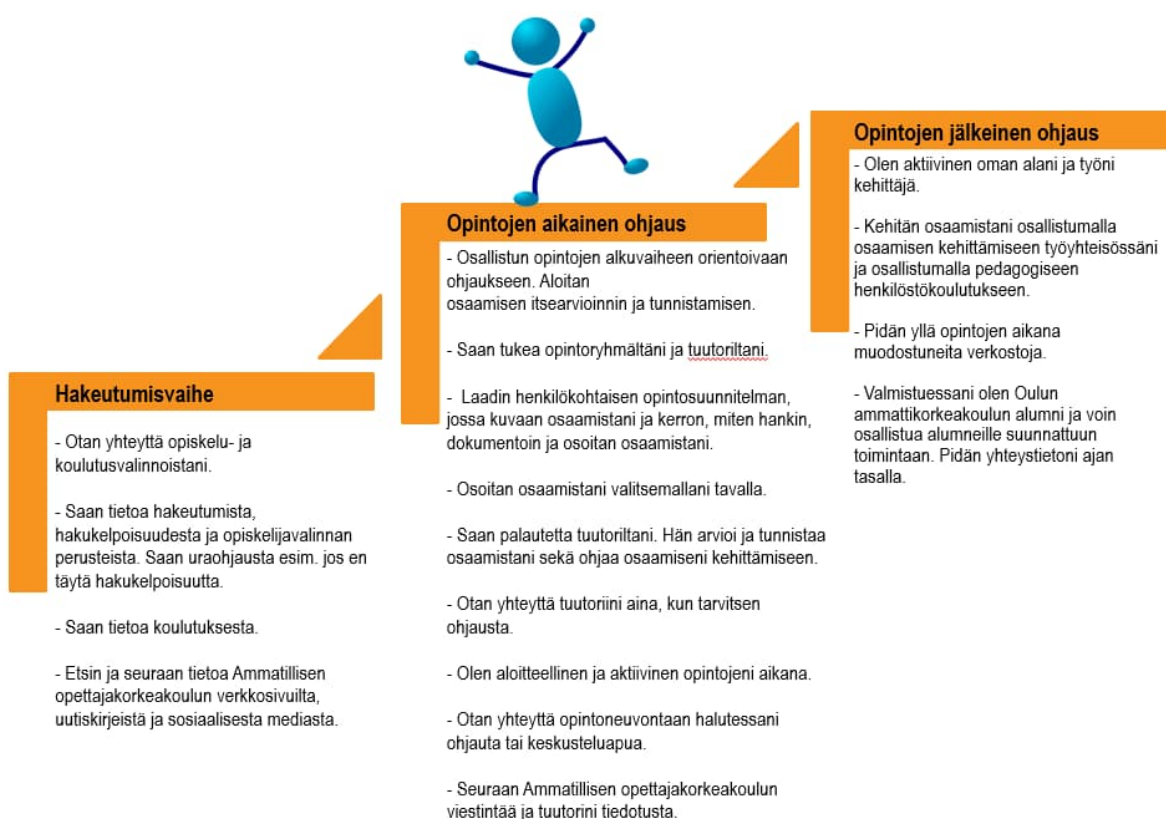 Hakeutumisvaihe
- Otan yhteyttä opiskelu- ja
koulutusvalinnoistani.
- Saan tietoa hakeutumista,
hakukelpoisuudesta ja opiskelijavalinnan
perusteista. Saan uraohjausta esim. jos en
täytä hakukelpoisuutta.
- Saan tietoa koulutuksesta.
- Etsin ja seuraan tietoa Ammatillisen
opettajakorkeakoulun verkkosivuilta,
uutiskirjeistä ja sosiaalisesta mediasta.
Opintojen aikainen ohjaus
- Osallistun opintojen alkuvaiheen orientoivaan
ohjaukseen. Aloitan
osaamisen itsearvioinnin ja tunnistamisen.
- Saan tukea opintoryhmältäni ja tuutoriltani.
- Laadin henkilökohtaisen opintosuunnitelman,
jossa kuvaan osaamistani ja kerron, miten hankin,
dokumentoin ja osoitan osaamistani.
- Osoitan osaamistani valitsemallani tavalla.
- Saan palautetta tuutoriltani. Hän arvioi ja tunnistaa
osaamistani sekä ohjaa osaamiseni kehittämiseen.
- Otan yhteyttä tuutoriini aina, kun tarvitsen
ohjausta.
- Olen aloitteellinen ja aktiivinen opintojeni aikana.
- Otan yhteyttä opintoneuvontaan halutessani
ohjauta tai keskusteluapua.
- Seuraan Ammatillisen opettajakorkeakoulun
viestintää ja tuutorini tiedotusta.
Opintojen jälkeinen ohjaus
- Olen aktiivinen oman alani ja työni
kehittäjä.
- Kehitän osaamistani osallistumalla
osaamisen kehittämiseen työyhteisössäni
ja osallistumalla pedagogiseen
henkilöstökoulutukseen.
- Pidän yllä opintojen aikana
muodostuneita verkostoja.
- Valmistuessani olen Oulun
ammattikorkeakoulun alumni ja voin
osallistua alumneille suunnattuun
toimintaan. Pidän yhteystietoni ajan
tasalla.